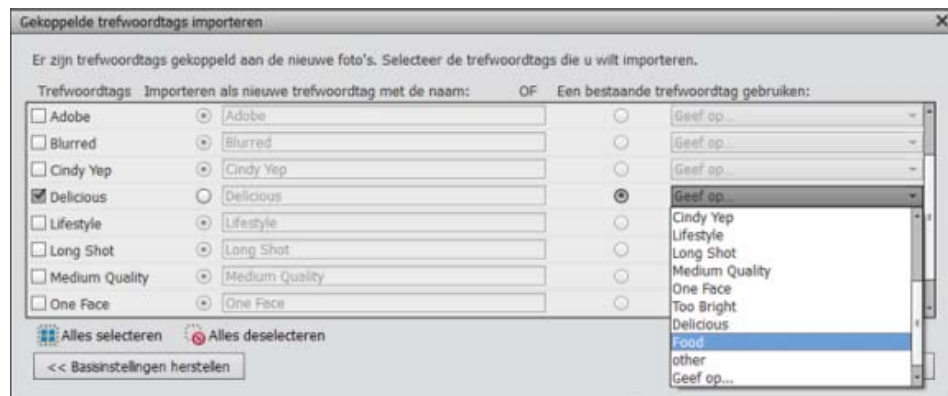 Gekoppelde trefwoordtags importeren
Er zijn trefwoordtags gekoppeld aan de nieuwe foto's. Selecteer de trefwoordtags die u wilt importeren.
Trefwoordtags Importeren als nieuwe trefwoordtag met de naam: OF Een bestaande trefwoordtag gebruiken:
Adobe Adobe Geef op...
Blurred Blurred Geef op...
Cindy Yep Cindy Yep Geef op...
Delicious Delicious Geef op...
Lifestyle Lifestyle
Long Shot Long Shot
Medium Quality Medium Quality
One Face One Face
Cindy Yep
Lifestyle
Long Shot
Medium Quality
One Face
Too Bright
Delicious
Food
other
Geef op...
Alles selecteren Alles deselecteren
<< Basisinstellingen herstellen